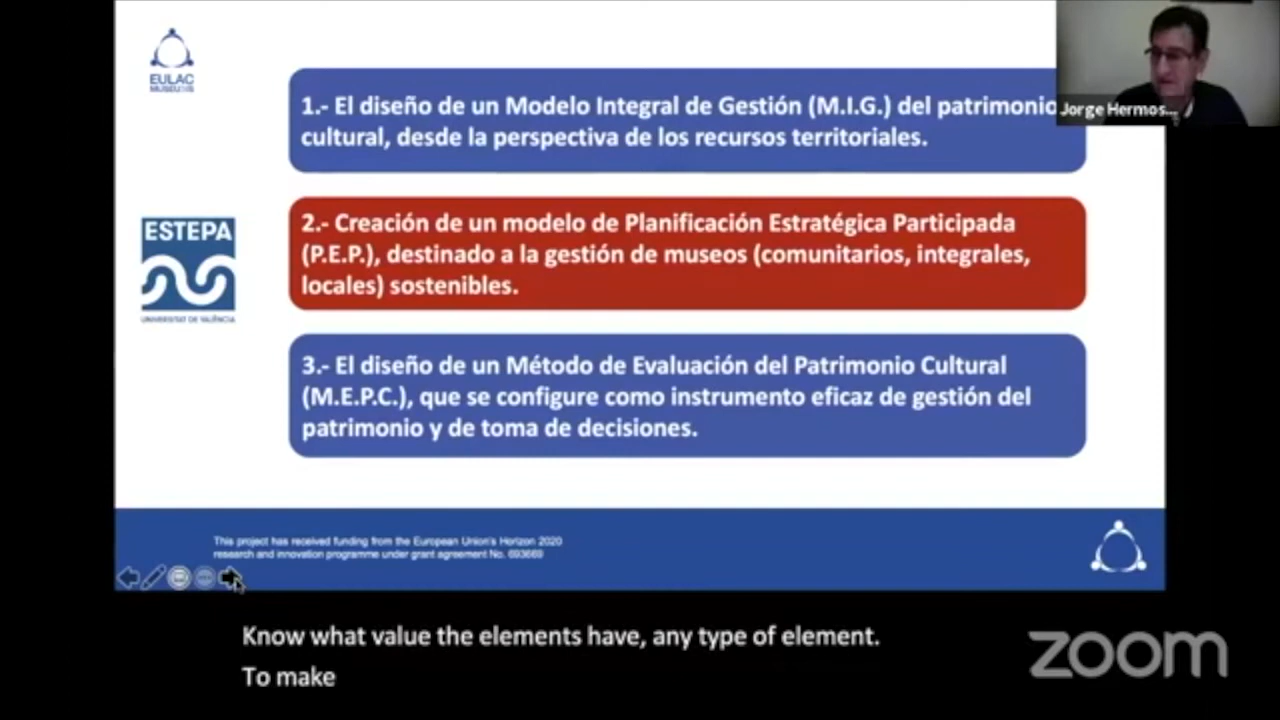 EULAC
MUSEUMS
1.- El diseño de un Modelo Integral de Gestión (M.I.G.) del patrimonio
cultural, desde la perspectiva de los recursos territoriales.
Jorge Hermos...
ESTEPA
UNIVERSITAT DE VALÈNCIA
2.- Creación de un modelo de Planificación Estratégica Participada
(P.E.P.), destinado a la gestión de museos (comunitarios, integrales,
locales) sostenibles.
3.- El diseño de un Método de Evaluación del Patrimonio Cultural
(M.E.P.C.), que se configure como instrumento eficaz de gestión del
patrimonio y de toma de decisiones.
This project has received funding from the European Union's Horizon 2020
research and innovation programme under grant agreement No. 693669
Know what value the elements have, any type of element.
To make
zoom